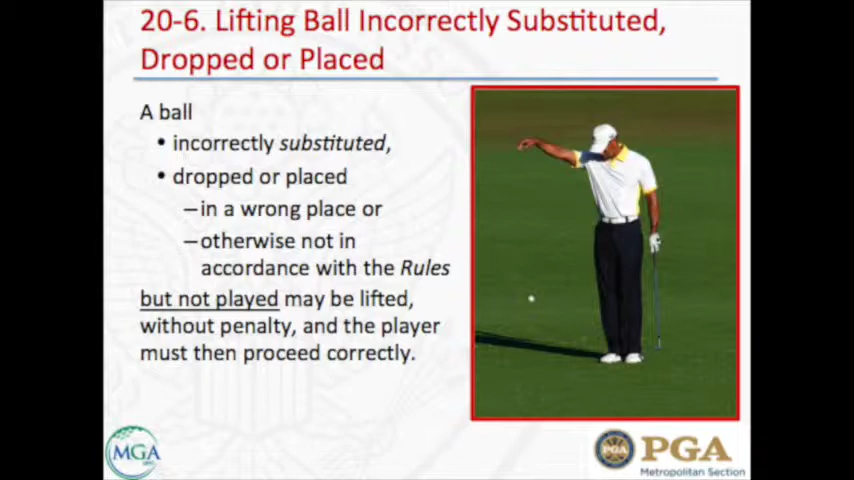 20-6. Lifting Ball Incorrectly Substituted,
Dropped or Placed
A ball
• incorrectly substituted,
• dropped or placed
–in a wrong place or
–otherwise not in
accordance with the Rules
but not played may be lifted,
without penalty, and the player
must then proceed correctly.
MGA
PGA
Metropolitan Section